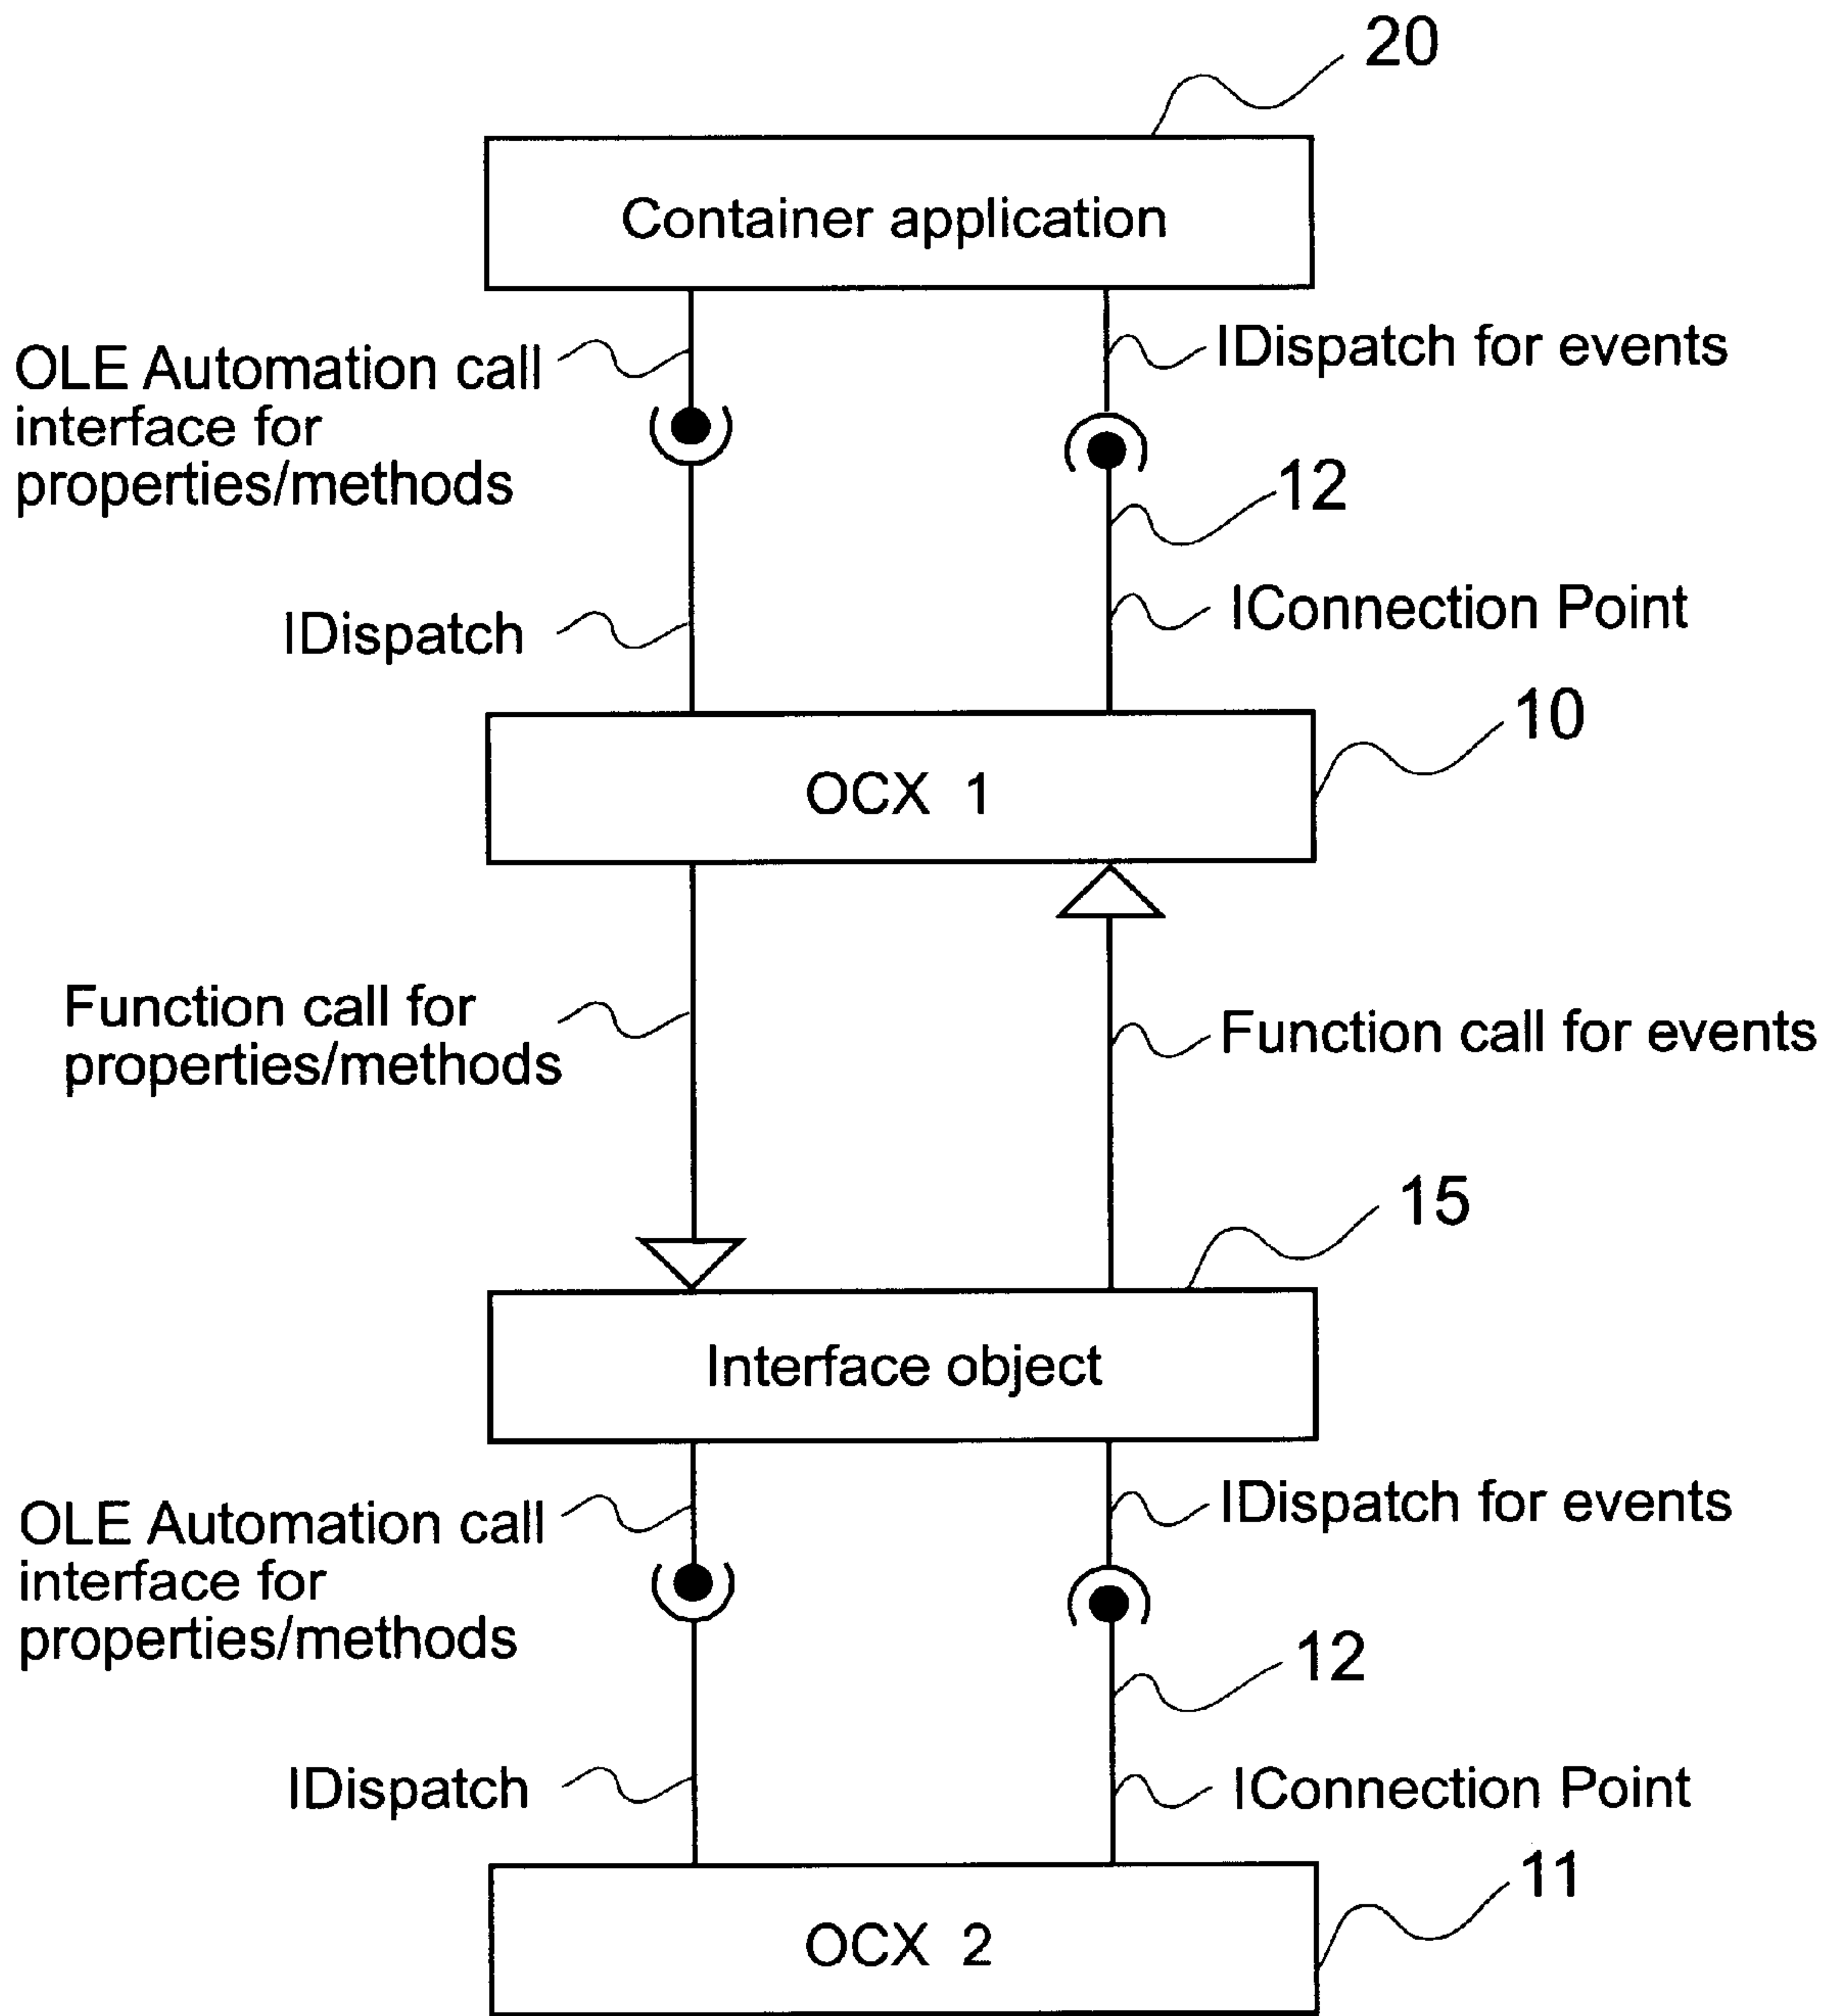 20
Container application
OLE Automation call
interface for
properties/methods
IDispatch for events
12
IDispatch
IConnection Point
10
OCX 1
Function call for
properties/methods
Function call for events
15
Interface object
OLE Automation call
interface for
properties/methods
IDispatch for events
12
IDispatch
IConnection Point
11
OCX 2